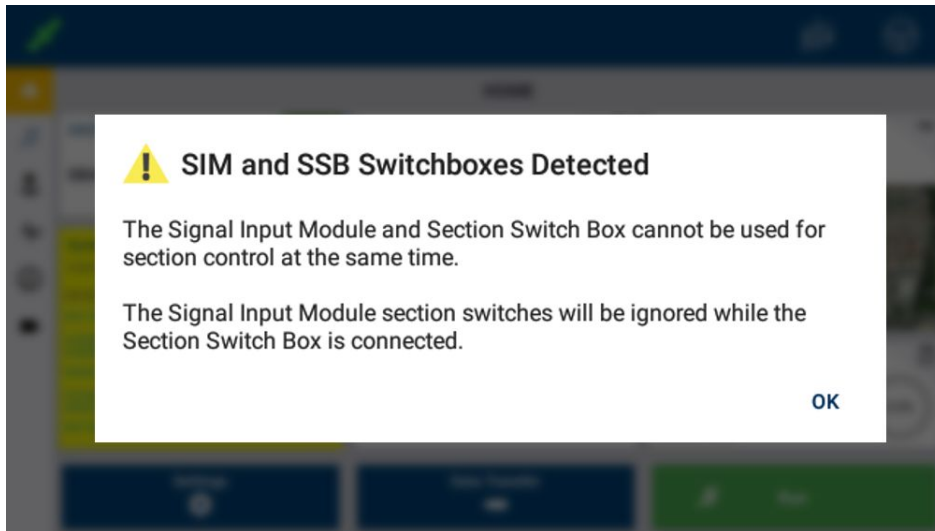 SIM and SSB Switchboxes Detected
The Signal Input Module and Section Switch Box cannot be used for
section control at the same time.
The Signal Input Module section switches will be ignored while the
Section Switch Box is connected.
OK